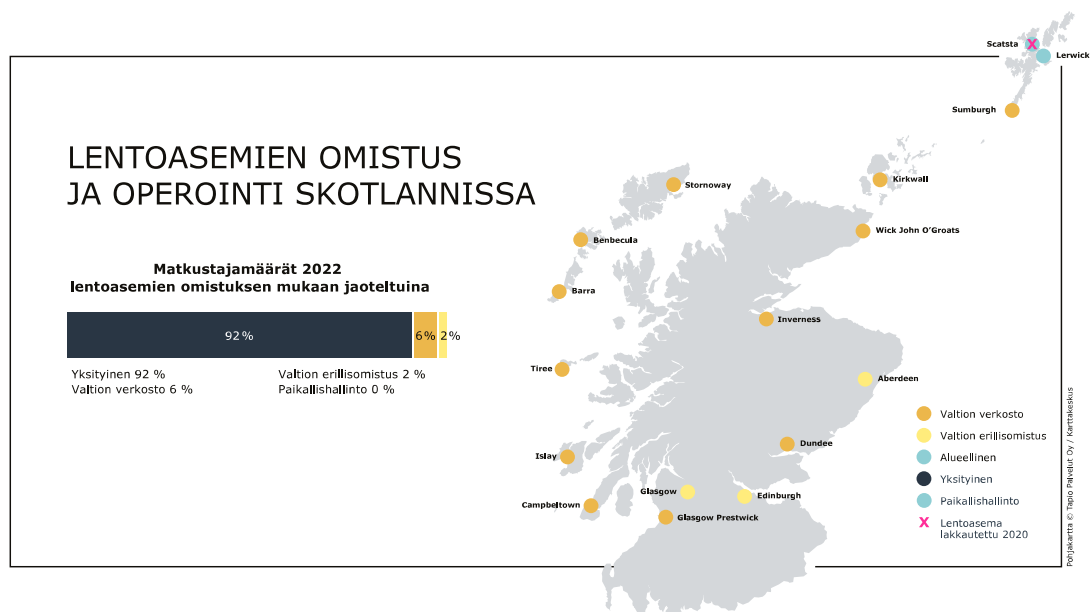 LENTOASEMIEN OMISTUS
JA OPEROINTI SKOTLANNISSA
Matkustajamäärät 2022
lentoasemien omistuksen mukaan jaoteltuina
92 %
6 %
2 %
Yksityinen 92 %
Valtion verkosto 6 %
Valtion erillisomistus 2 %
Paikallishallinto 0 %
Scatsta
X
Lerwick
Sumburgh
Kirkwall
Stornoway
Wick John O'Groats
Benbecula
Barra
Inverness
Tiree
Aberdeen
Dundee
Islay
Glasgow
Edinburgh
Campbeltown
Glasgow Prestwick
Valtion verkosto
Valtion erillisomistus
Alueellinen
Yksityinen
Paikallishallinto
X Lentoasema
lakkautettu 2020
Pohjakartta © Tapio Palvelut Oy / Karttakeskus